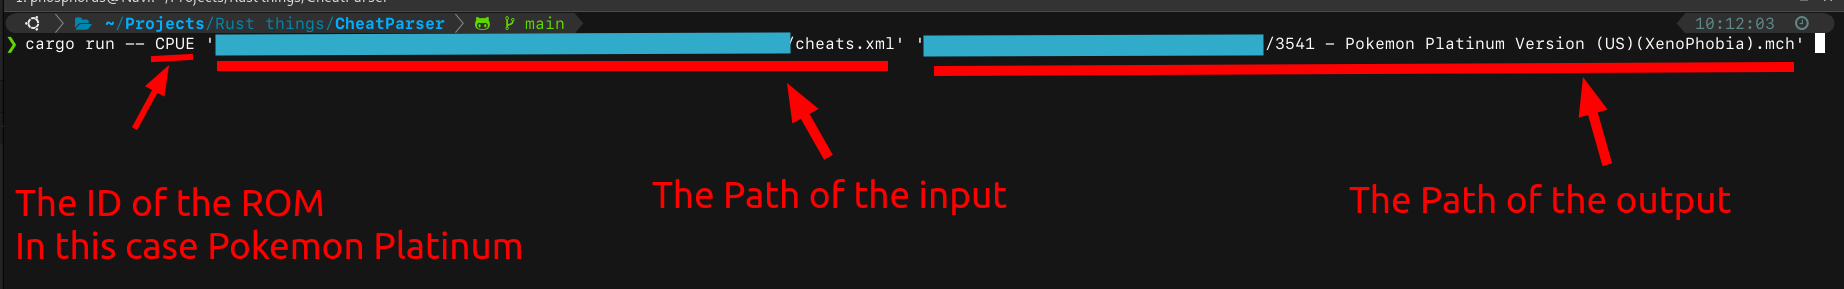 ~/Projects/Rust things/CheatParser main 10:12:03
❯ cargo run -- CPUE ' /cheats.xml' ' /3541 - Pokemon Platinum Version (US)(XenoPhobia).mch'
The ID of the ROM
In this case Pokemon Platinum
The Path of the input
The Path of the output